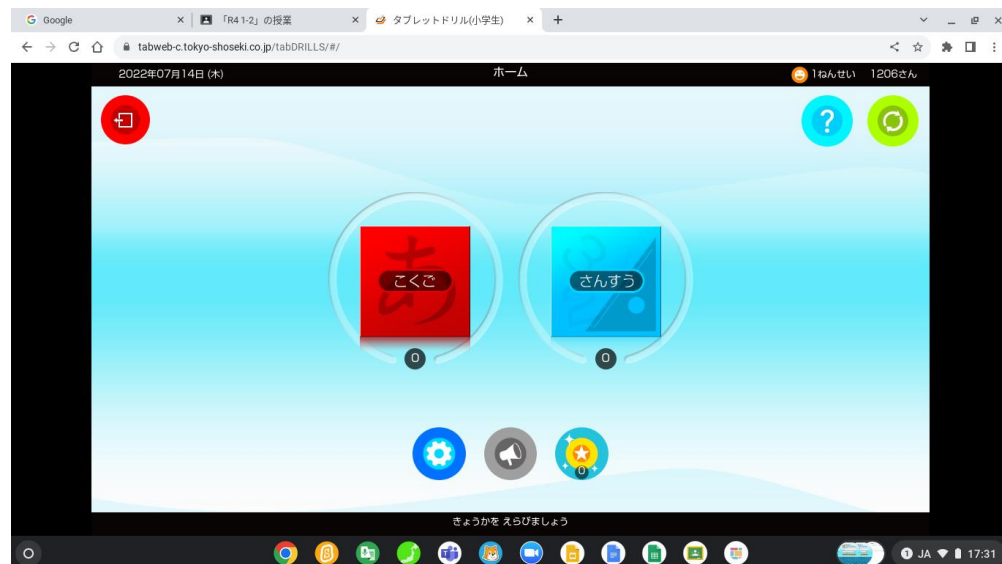 Google
「R4 1-2」の授業
タブレットドリル(小学生)
tabweb-c.tokyo-shoseki.co.jp/tabDRILLS/#/
2022年07月14日 (木)
ホーム
1ねんせい
1206さん
?
あ
こくご
さんすう
0
0
0
きょうかを えらびましょう
1 JA 17:31